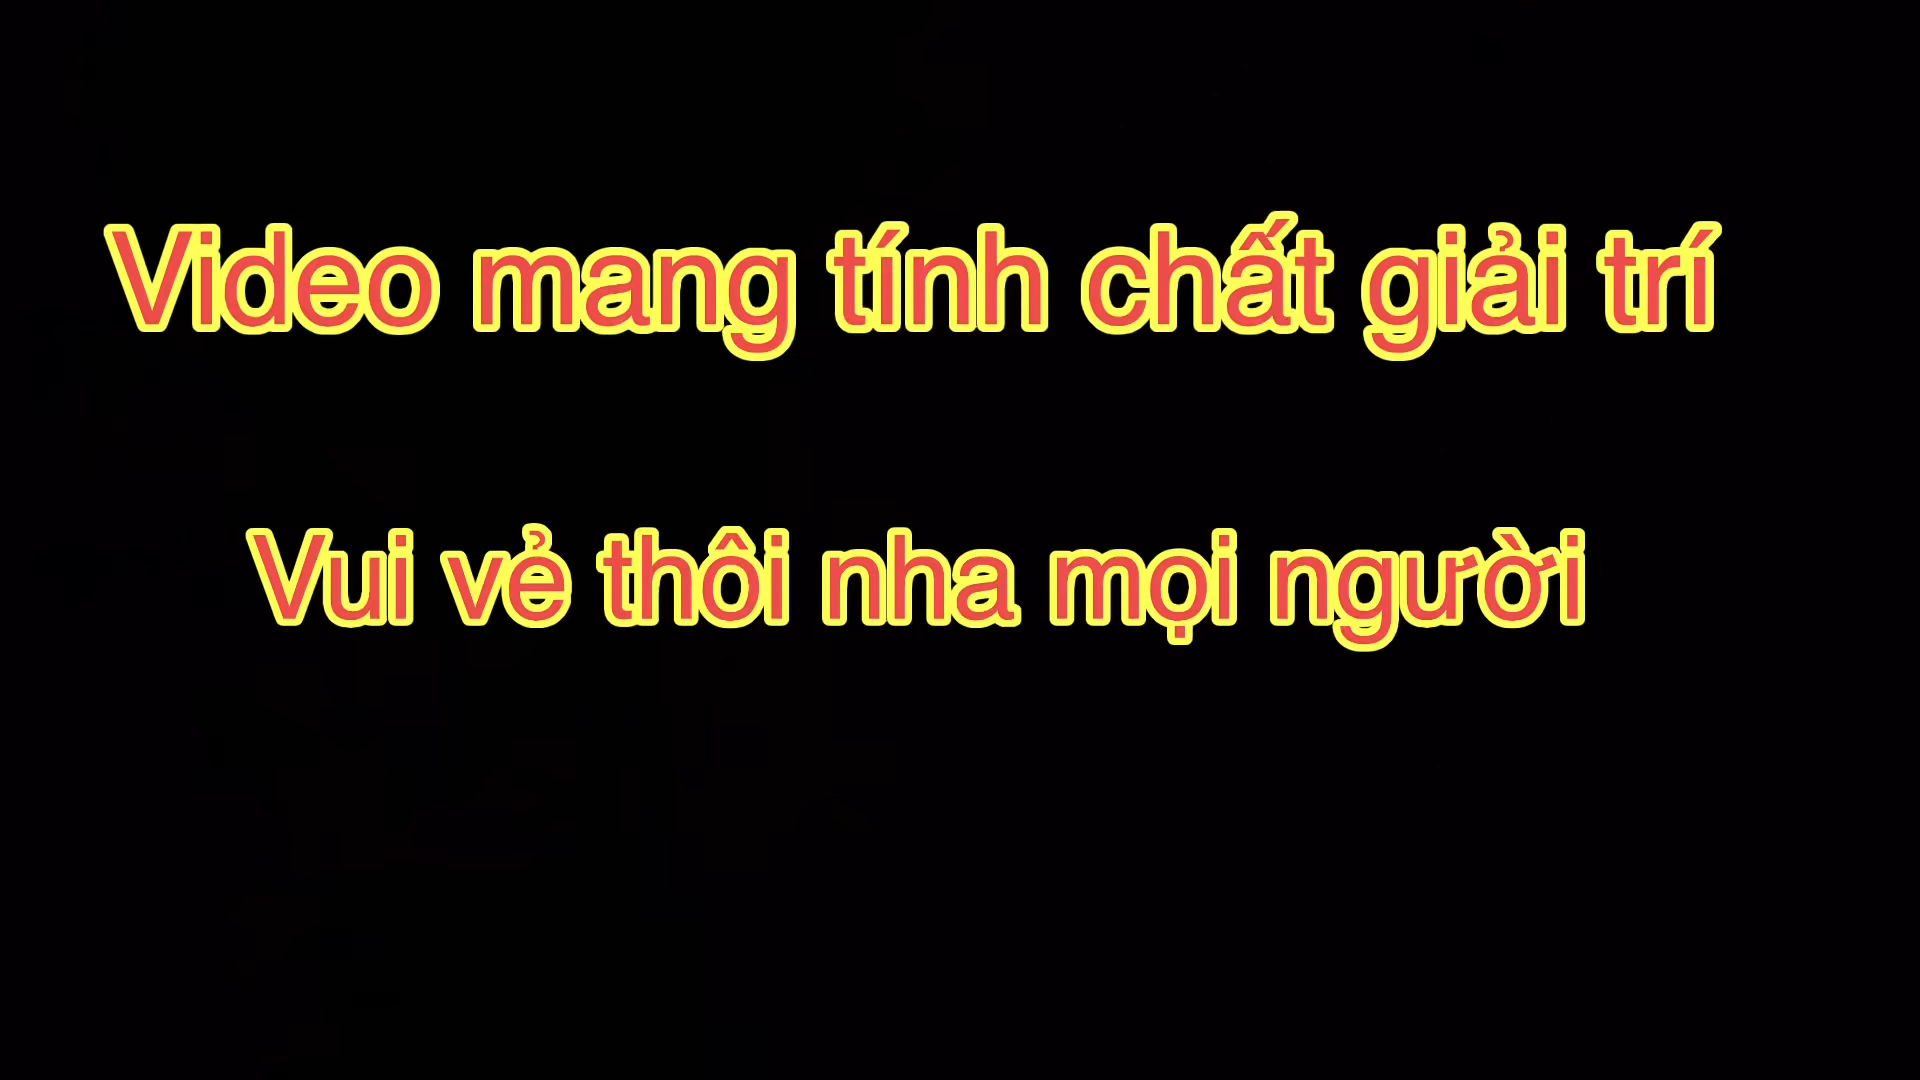 Video mang tính chất giải trí
Vui vẻ thôi nha mọi người